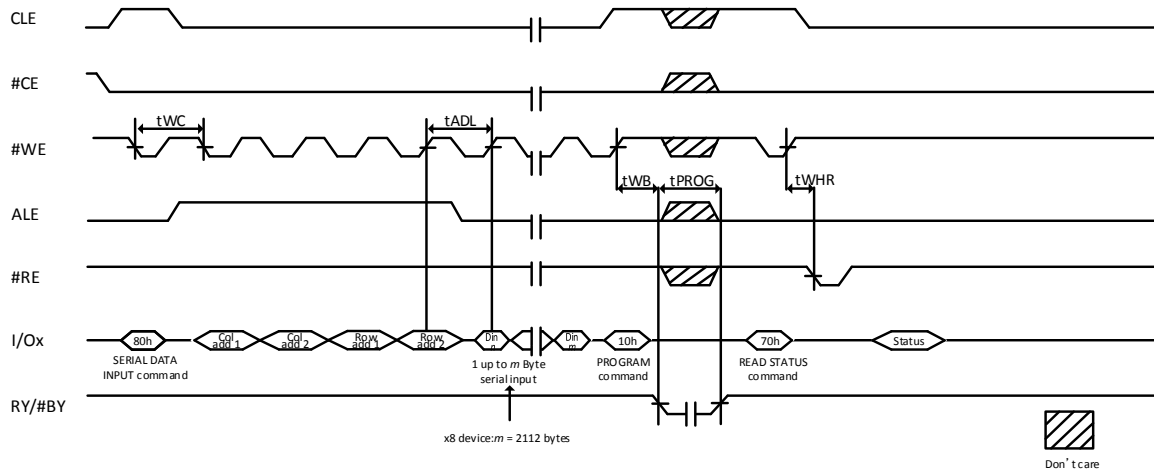 CLE
#CE
tWC
tADL
#WE
tWB
tPROG
tWHR
ALE
#RE
I/Ox
80h
Col
add 1
Col
add 2
Row
add 1
Row
add 2
Din
n
Din
m
10h
70h
Status
SERIAL DATA
INPUT command
1 up to m Byte
serial input
PROGRAM
command
READ STATUS
command
RY/#BY
x8 device:m = 2112 bytes
Don't care